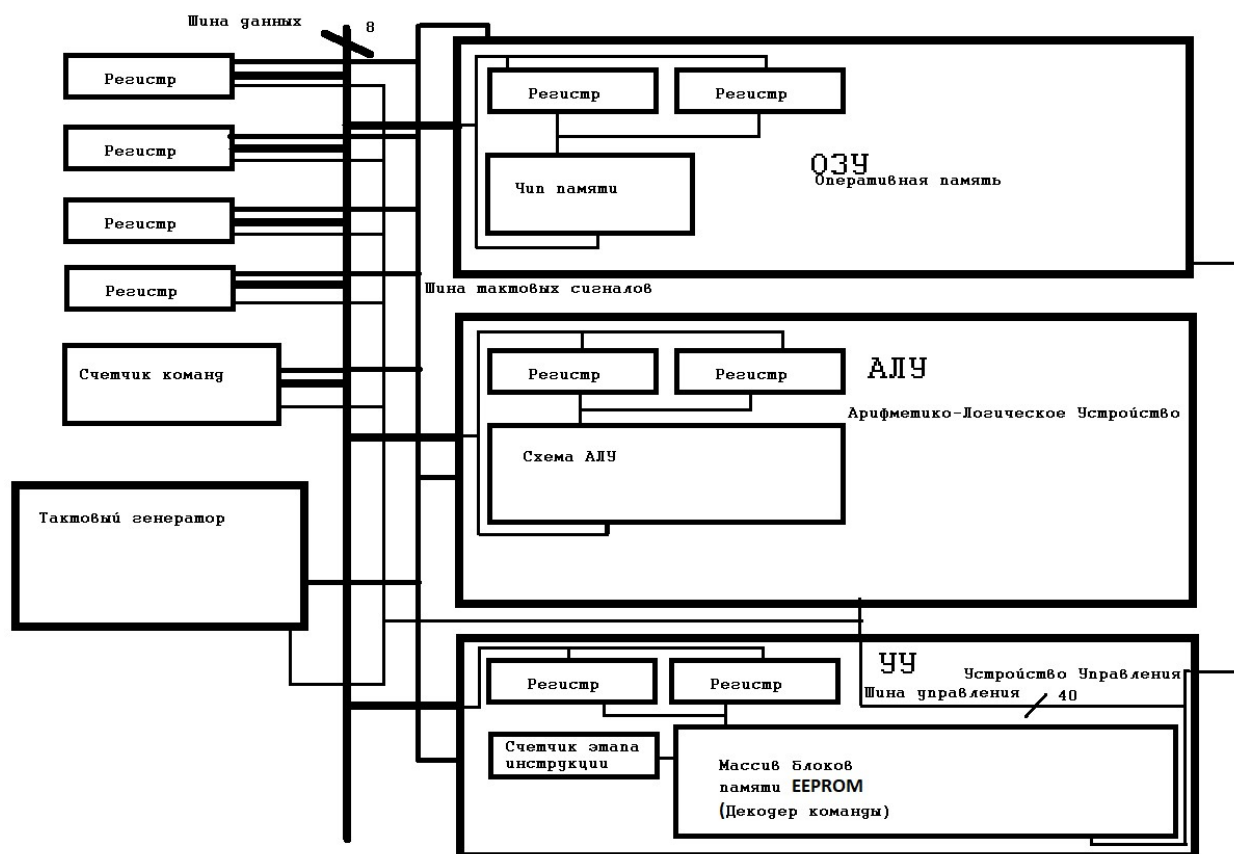 Шина данных
8
Регистр
Регистр
Регистр
Регистр
Счетчик команд
Тактовый генератор
Регистр
Регистр
Чип памяти
ОЗУ
Оперативная память
Шина тактовых сигналов
Регистр
Регистр
АЛУ
Арифметико-Логическое Устройство
Схема АЛУ
Регистр
Регистр
УУ
Устройство Управления
Шина управления
40
Счетчик этапа
инструкции
Массив Блоков
памяти EEPROM
(Декодер команды)